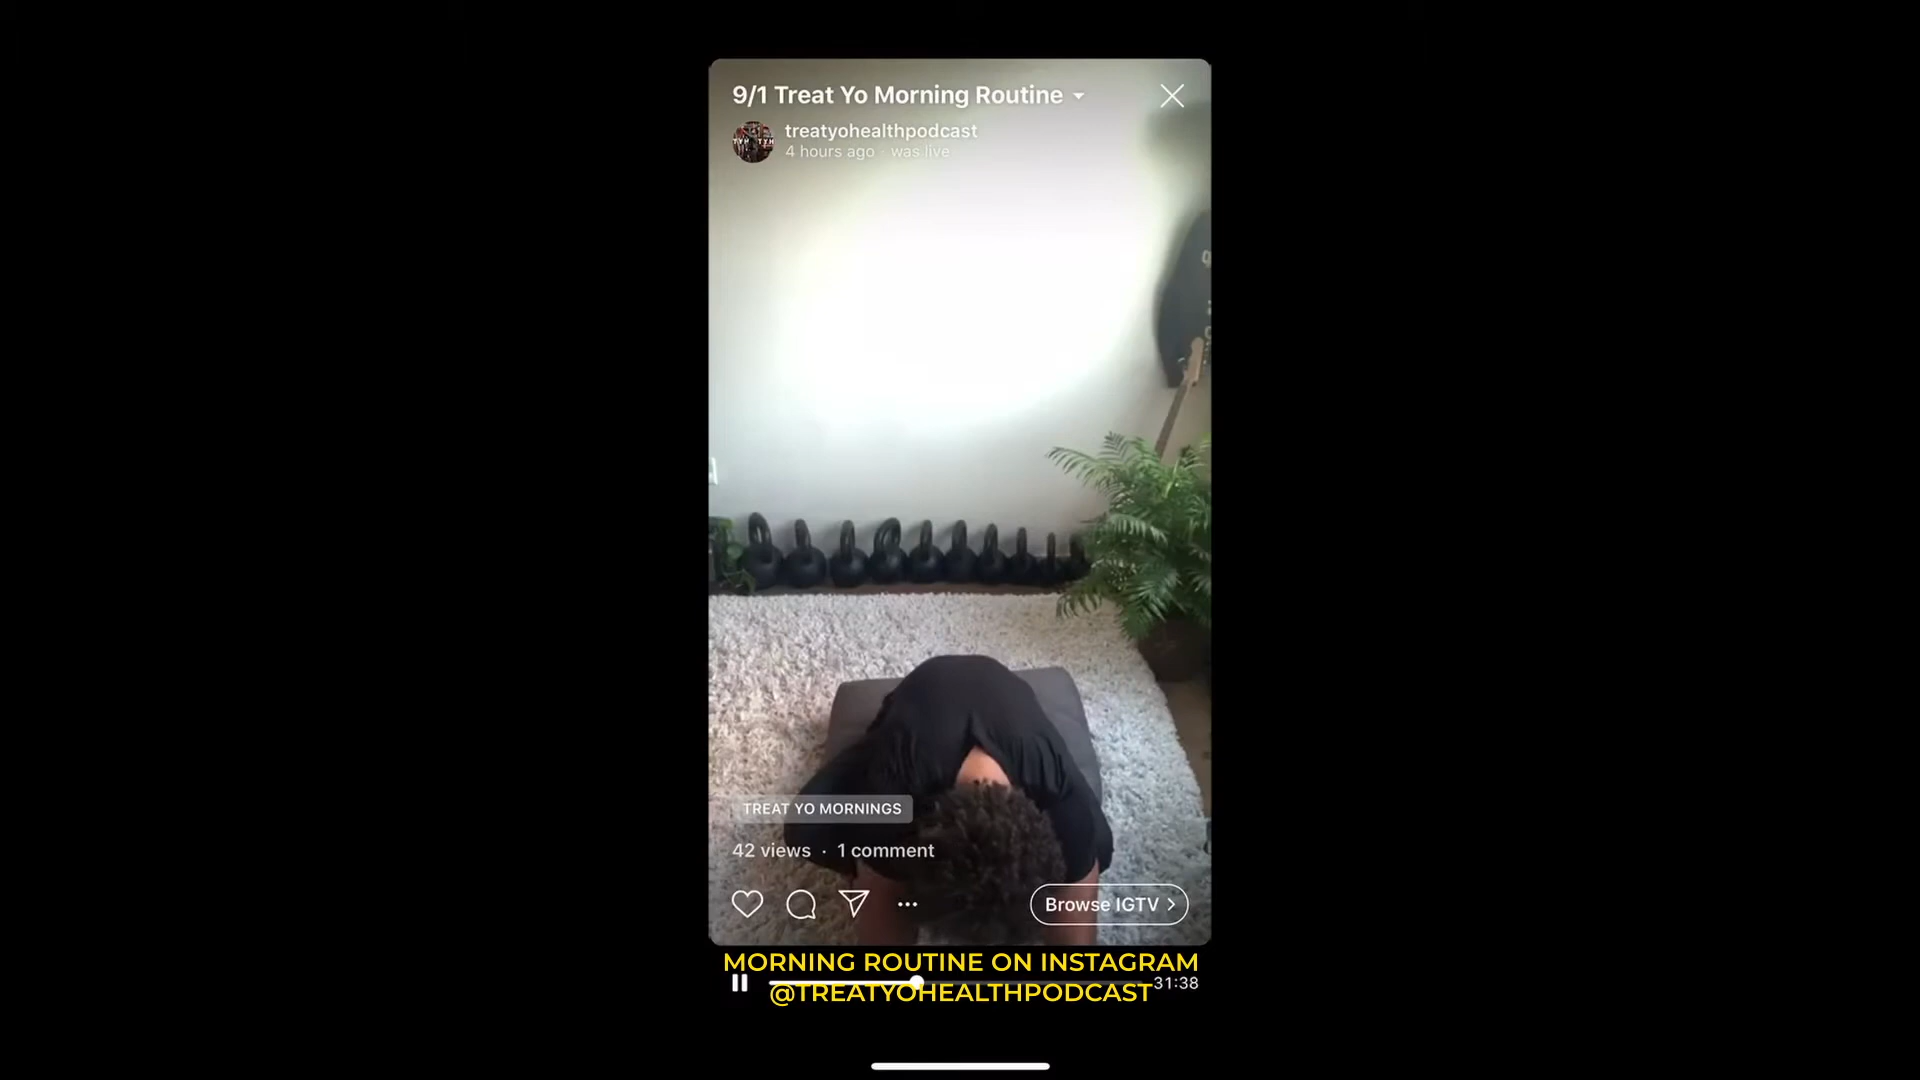 9/1 Treat Yo Morning Routine
treatyohealthpodcast
4 hours ago · was live
TREAT YO MORNINGS
42 views · 1 comment
Browse IGTV
MORNING ROUTINE ON INSTAGRAM
31:38
@TREATYOHEALTHPODCAST